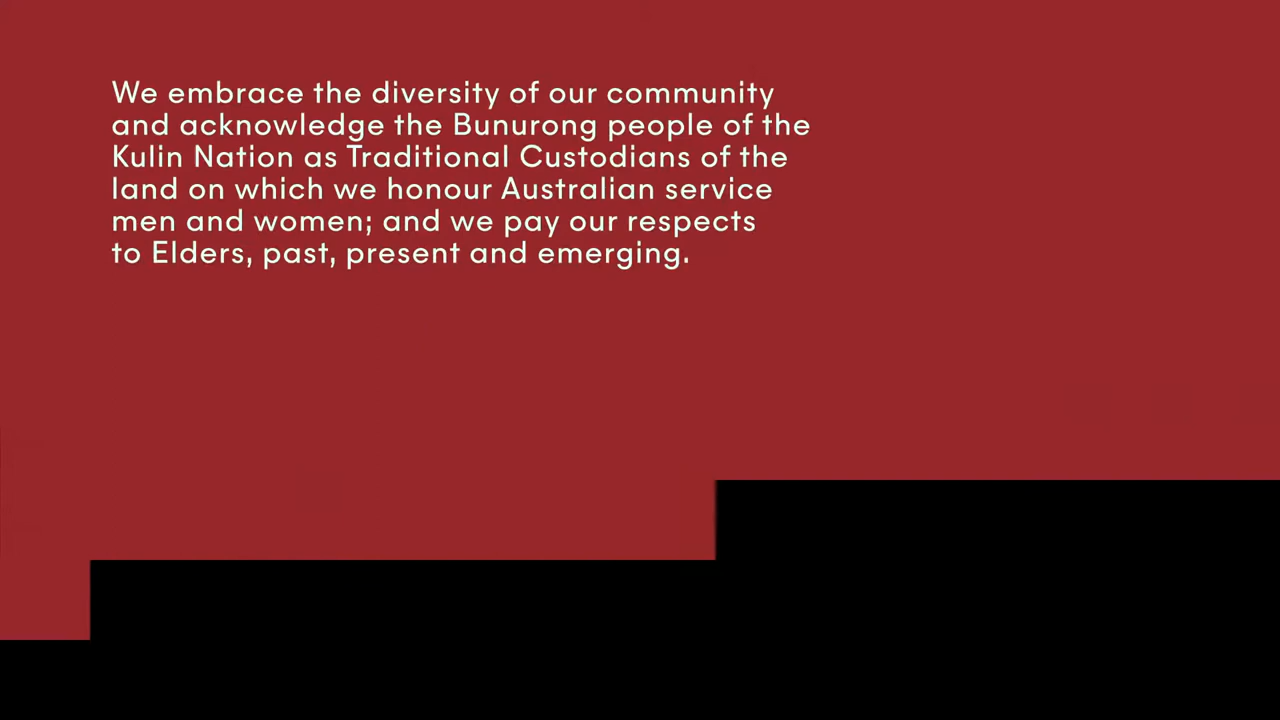 We embrace the diversity of our community
and acknowledge the Bunurong people of the
Kulin Nation as Traditional Custodians of the
land on which we honour Australian service
men and women; and we pay our respects
to Elders, past, present and emerging.